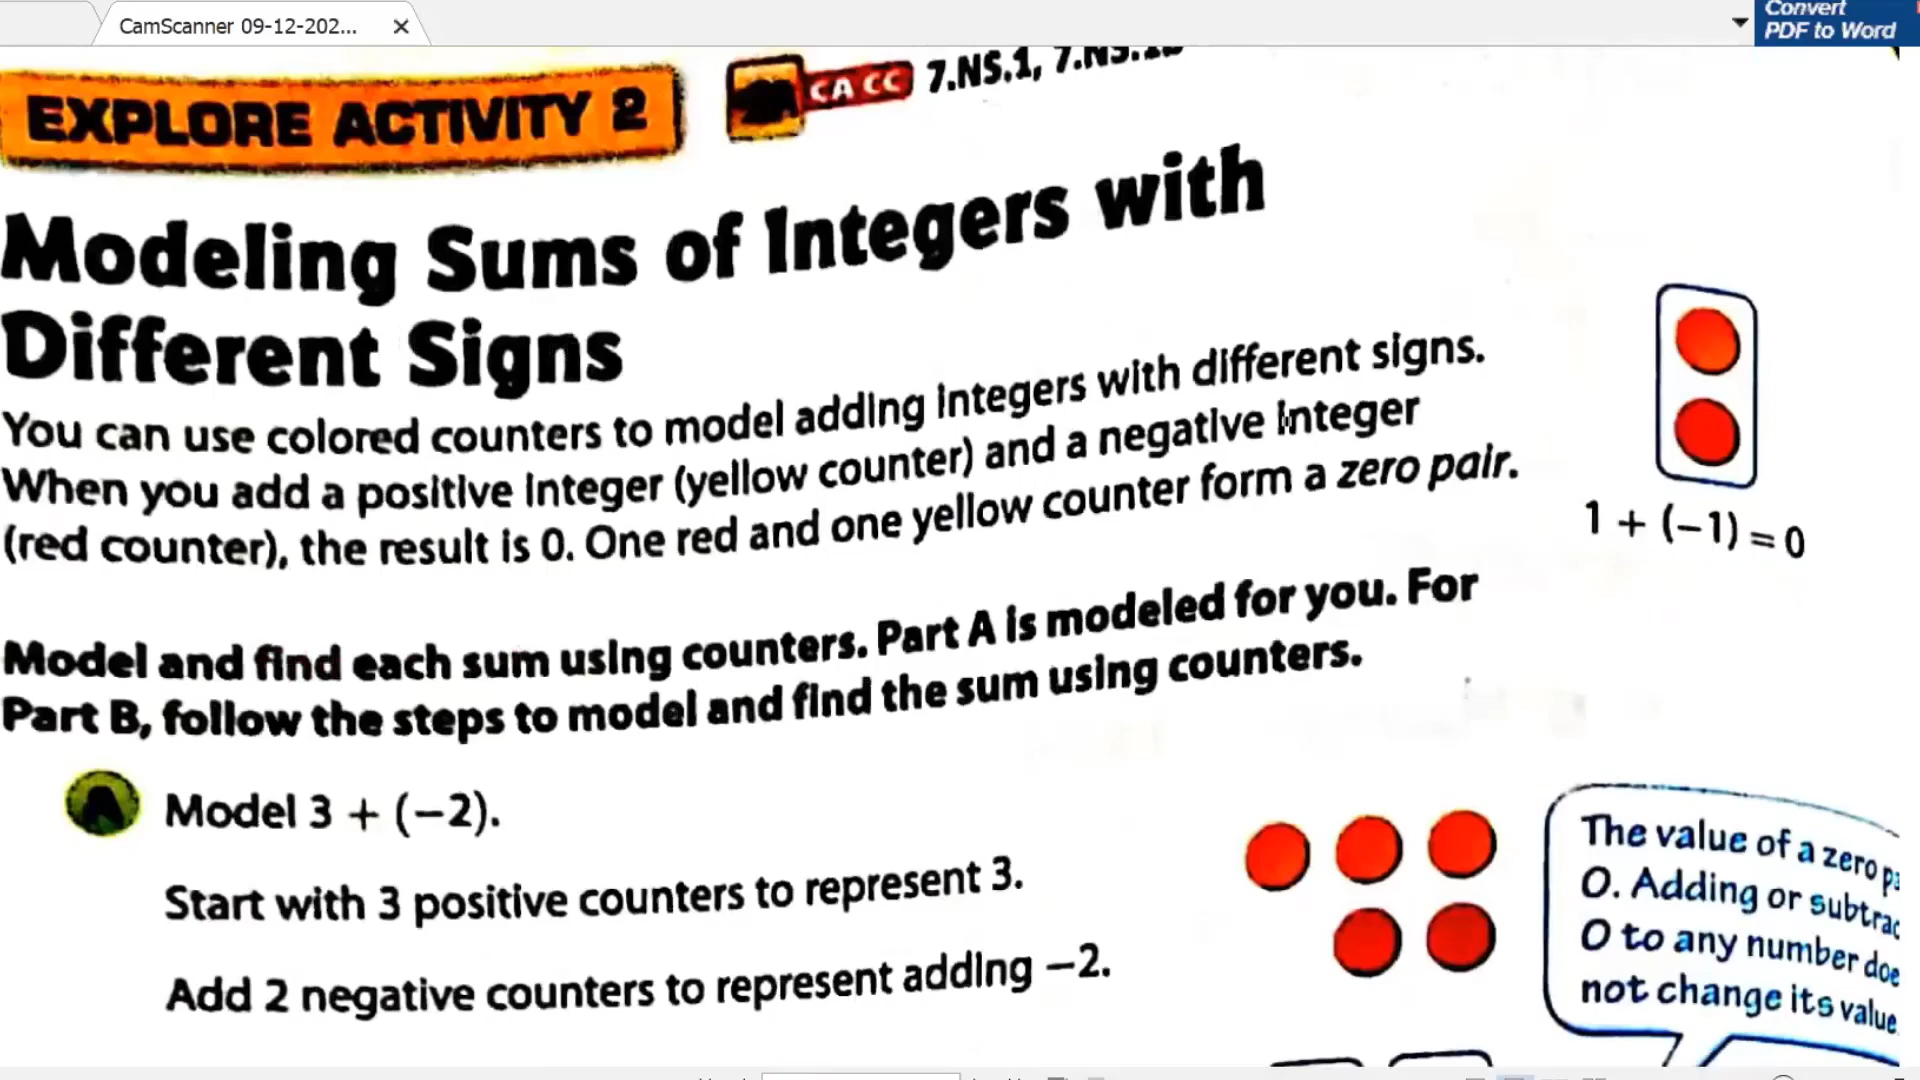 CamScanner 09-12-202...
Convert
PDF to Word
EXPLORE ACTIVITY 2
CA CC 7.NS.1,
Modeling Sums of Integers with
Different Signs
You can use colored counters to model adding integers with different signs.
When you add a positive integer (yellow counter) and a negative integer
(red counter), the result is 0. One red and one yellow counter form a zero pair.
1 + (−1) = 0
Model and find each sum using counters. Part A is modeled for you. For
Part B, follow the steps to model and find the sum using counters.
A Model 3 + (−2).
Start with 3 positive counters to represent 3.
Add 2 negative counters to represent adding −2.
The value of a zero
0. Adding or
0 to any number
not change its value